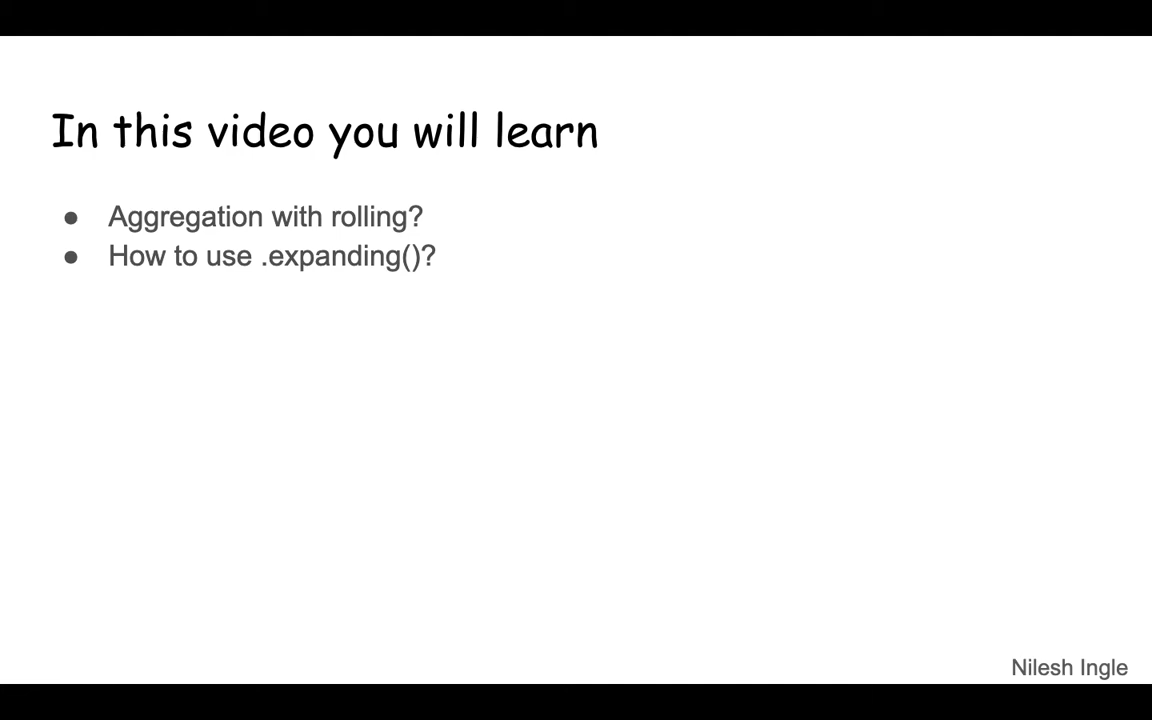 In this video you will learn
● Aggregation with rolling?
● How to use .expanding()?
Nilesh Ingle